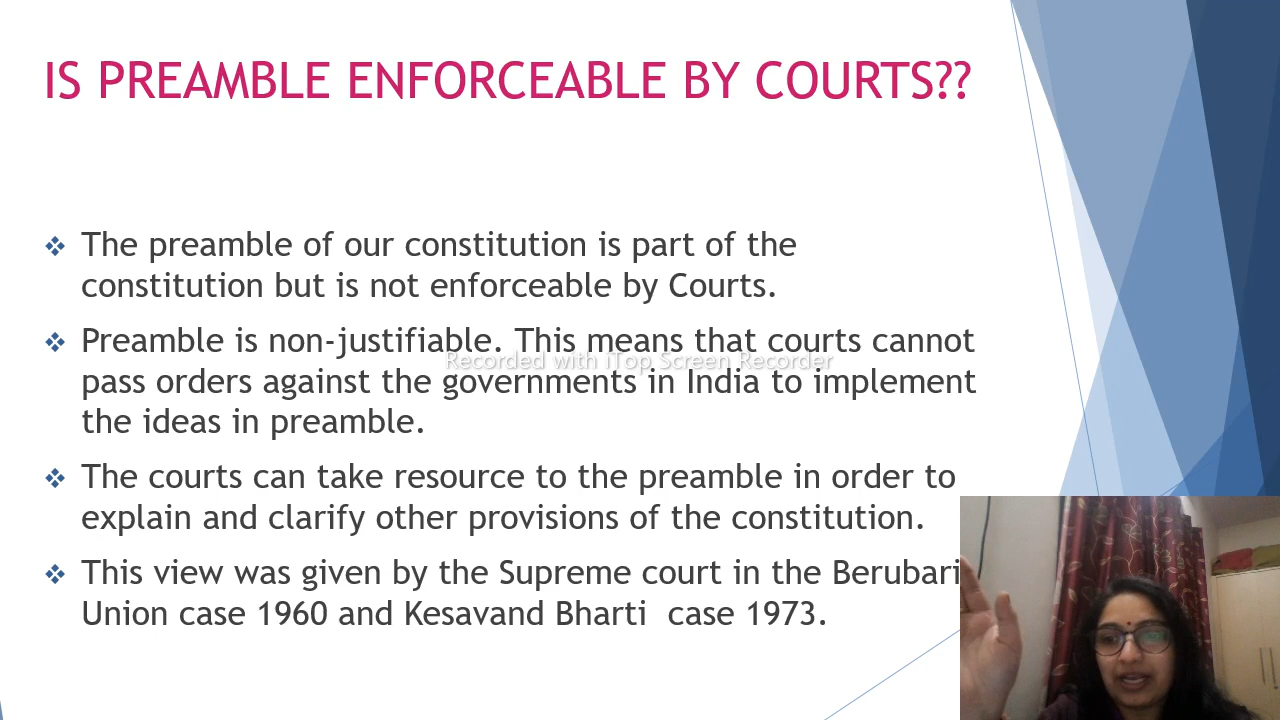 IS PREAMBLE ENFORCEABLE BY COURTS??
The preamble of our constitution is part of the
constitution but is not enforceable by Courts.
Preamble is non-justifiable. This means that courts cannot
Recorded with iTop Screen Recorder
pass orders against the governments in India to implement
the ideas in preamble.
The courts can take resource to the preamble in order to
explain and clarify other provisions of the constitution.
This view was given by the Supreme court in the Berubari
Union case 1960 and Kesavand Bharti case 1973.